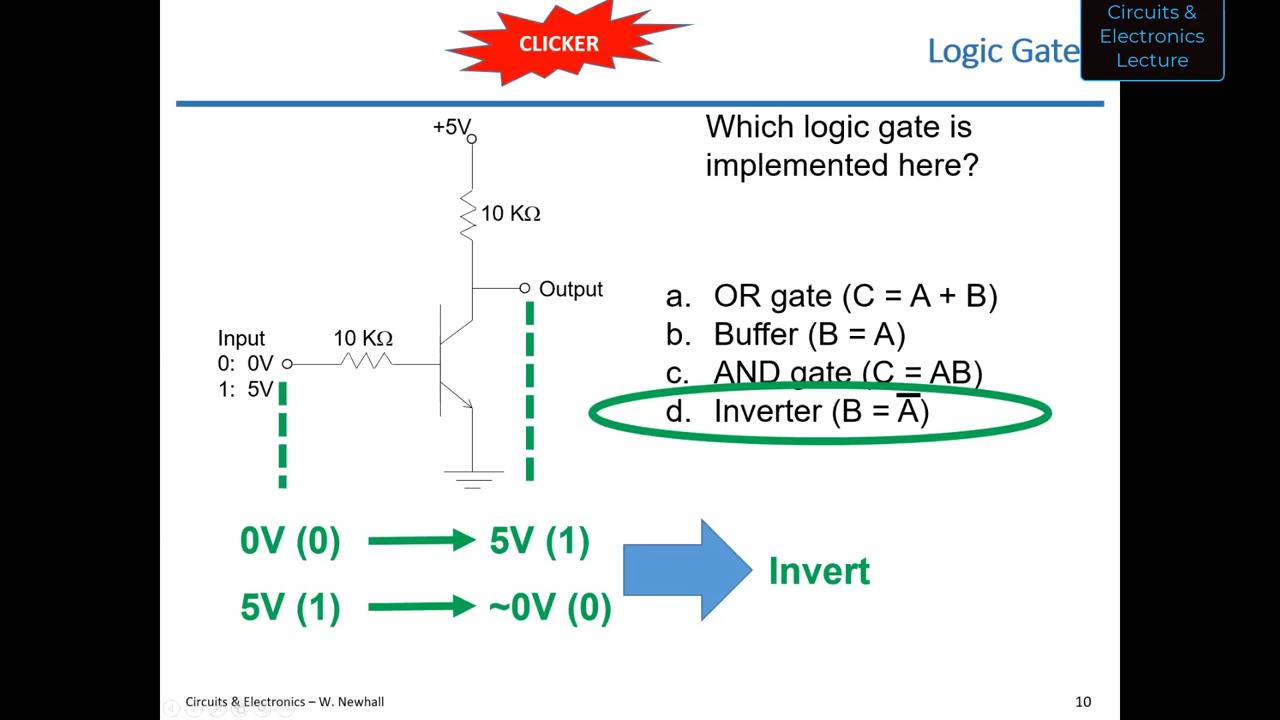 CLICKER
Logic Gate
Circuits &
Electronics
Lecture
Which logic gate is
implemented here?
+5V
10 KΩ
Output
Input
0: 0V
1: 5V
10 KΩ
a. OR gate (C = A + B)
b. Buffer (B = A)
c. AND gate (C = AB)
d. Inverter (B = A̅)
0V (0) 5V (1)
5V (1) ~0V (0)
Invert
Circuits & Electronics – W. Newhall
10